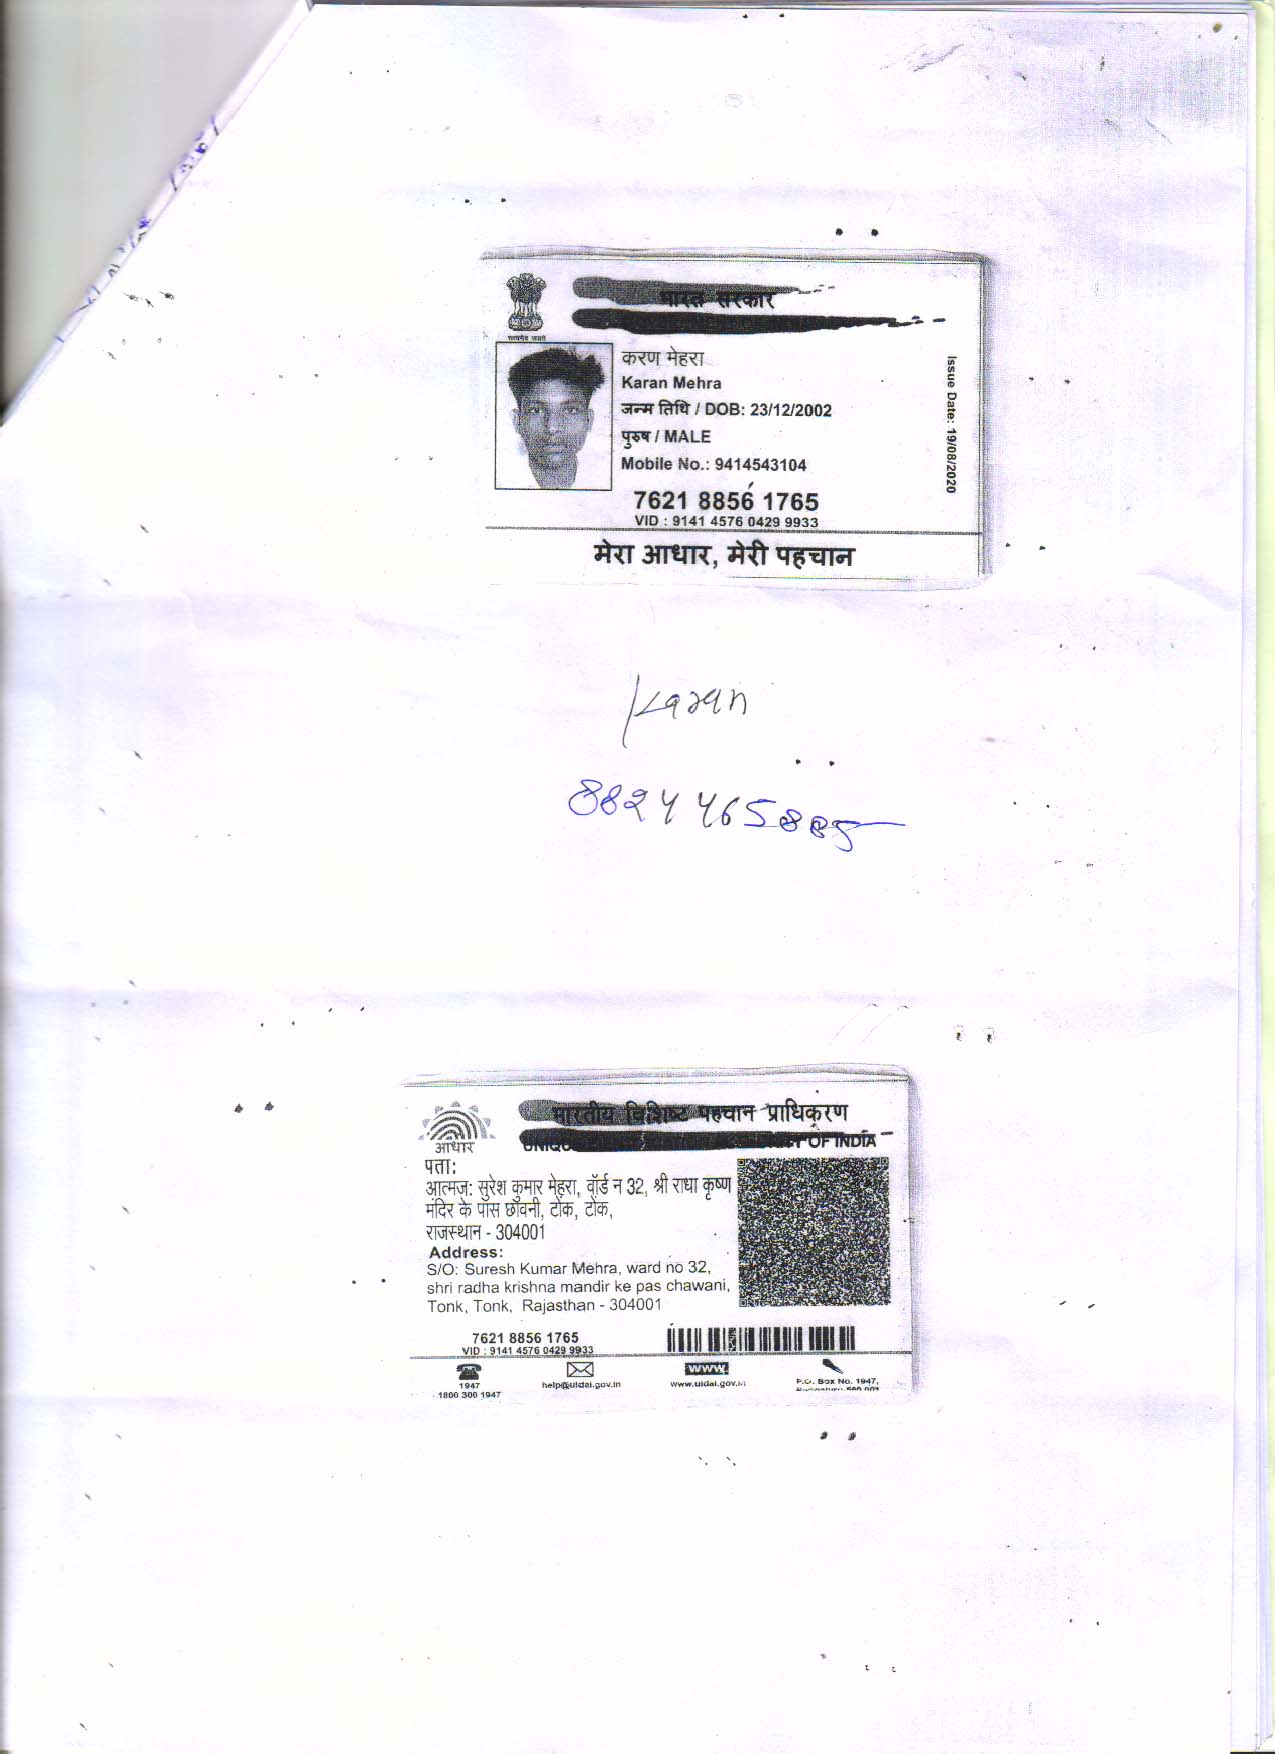 भारत सरकार
सत्यमेव जयते
करण मेहरा
Karan Mehra
जन्म तिथि / DOB: 23/12/2002
पुरुष / MALE
Mobile No.: 9414543104
Issue Date: 19/08/2020
7621 8856 1765
VID : 9141 4576 0429 9933
मेरा आधार, मेरी पहचान
Karan
8824465885
भारतीय विशिष्ट पहचान प्राधिकरण
OF INDIA
आधार
पता:
आत्मज: सुरेश कुमार मेहरा, वॉर्ड न 32, श्री राधा कृष्ण
मंदिर के पास छावनी, टोंक, टोंक,
राजस्थान - 304001
Address:
S/O: Suresh Kumar Mehra, ward no 32,
shri radha krishna mandir ke pas chawani,
Tonk, Tonk, Rajasthan - 304001
7621 8856 1765
VID : 9141 4576 0429 9933
1947
1800 300 1947
help@uidai.gov.in
www
www.uidai.gov.in
P.O. Box No. 1947,